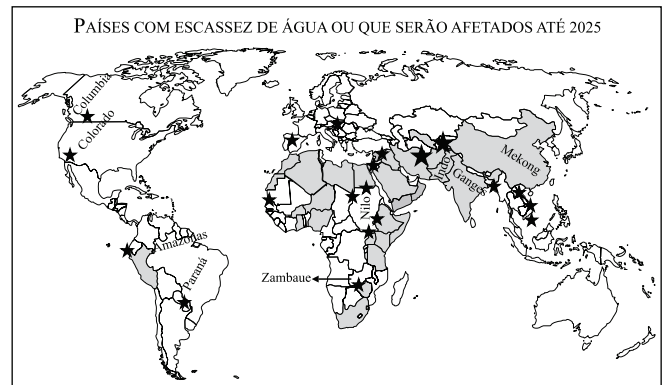 PAÍSES COM ESCASSEZ DE ÁGUA OU QUE SERÃO AFETADOS ATÉ 2025
Columbia
Colorado
Mekong
Indo
Ganges
Nilo
Amazonas
Paraná
Zambaue